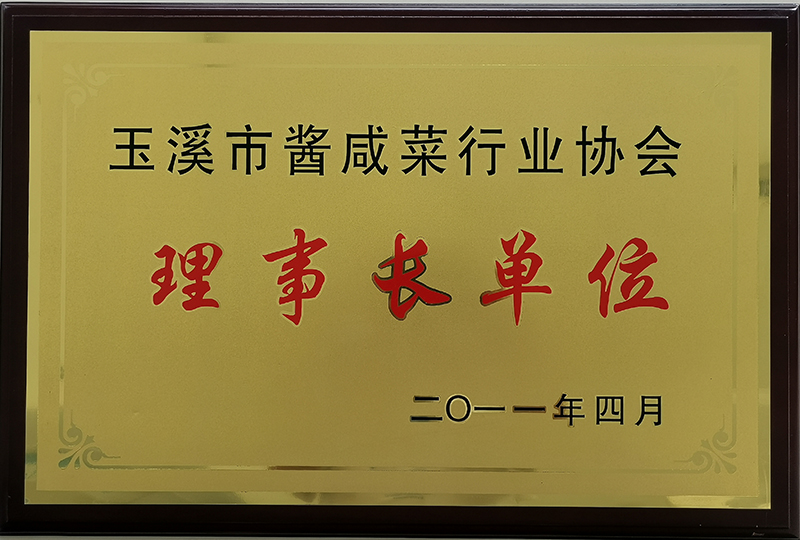 玉溪市酱咸菜行业协会
理事长单位
二〇一一年四月